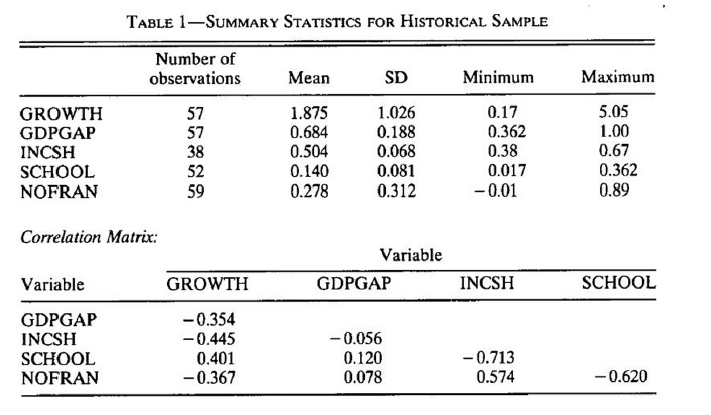 TABLE 1—SUMMARY STATISTICS FOR HISTORICAL SAMPLE
Number of
observations Mean SD Minimum Maximum
GROWTH 57 1.875 1.026 0.17 5.05
GDPGAP 57 0.684 0.188 0.362 1.00
INCSH 38 0.504 0.068 0.38 0.67
SCHOOL 52 0.140 0.081 0.017 0.362
NOFRAN 59 0.278 0.312 −0.01 0.89
Correlation Matrix:
Variable
Variable GROWTH GDPGAP INCSH SCHOOL
GDPGAP −0.354
INCSH −0.445 −0.056
SCHOOL 0.401 0.120 −0.713
NOFRAN −0.367 0.078 0.574 −0.620